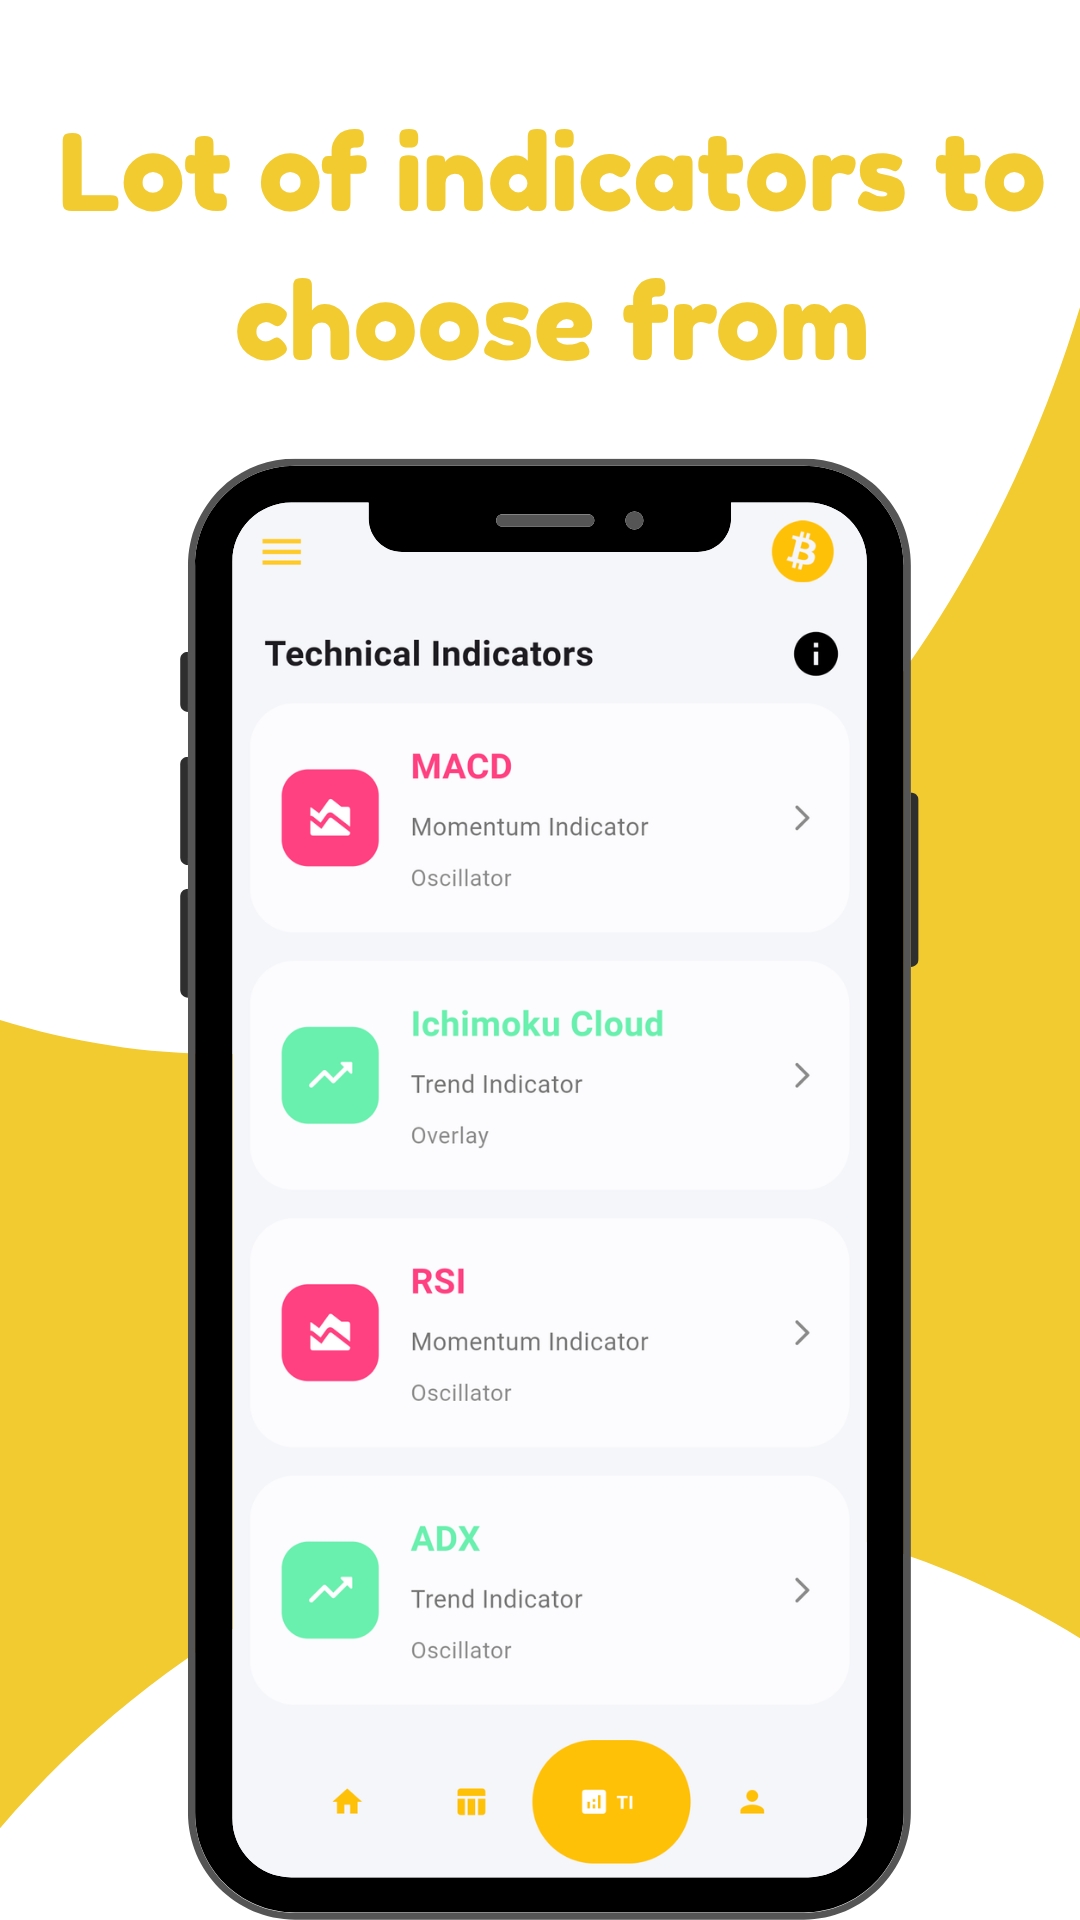 Lot of indicators to
choose from
Technical Indicators
MACD
Momentum Indicator
Oscillator
Ichimoku Cloud
Trend Indicator
Overlay
RSI
Momentum Indicator
Oscillator
ADX
Trend Indicator
Oscillator
TI